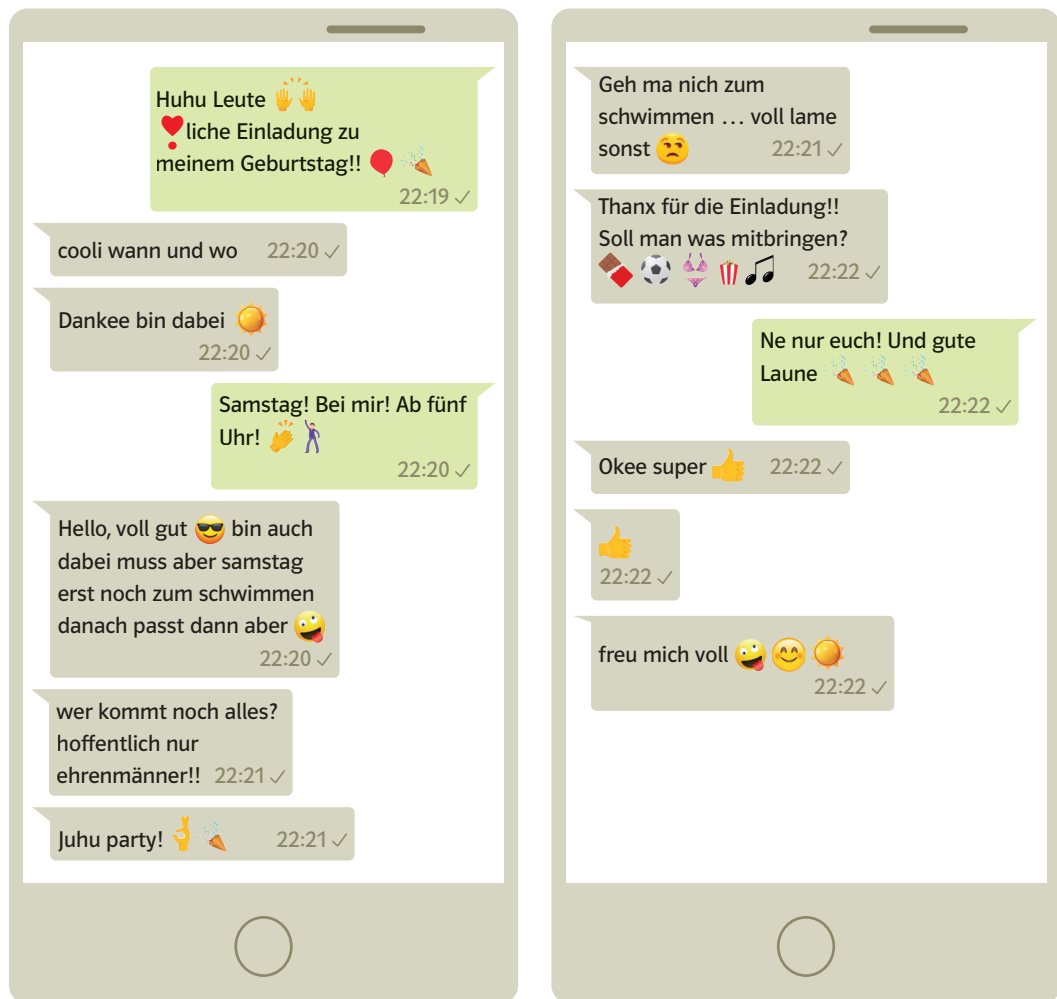 Huhu Leute 🙌
❣️liche Einladung zu
meinem Geburtstag!! 🎈 🎉
22:19 ✓
cooli wann und wo 22:20 ✓
Dankee bin dabei ☀️
22:20 ✓
Samstag! Bei mir! Ab fünf
Uhr! 👏 🕺
22:20 ✓
Hello, voll gut 😎 bin auch
dabei muss aber samstag
erst noch zum schwimmen
danach passt dann aber 🤪
22:20 ✓
wer kommt noch alles?
hoffentlich nur
ehrenmänner!! 22:21 ✓
Juhu party! 🤞 🎉 22:21 ✓
Geh ma nich zum
schwimmen … voll lame
sonst 😒 22:21 ✓
Thanx für die Einladung!!
Soll man was mitbringen?
🍫 ⚽ 👙 🍿 🎵 22:22 ✓
Ne nur euch! Und gute
Laune 🎉 🎉 🎉
22:22 ✓
Okee super 👍 22:22 ✓
👍
22:22 ✓
freu mich voll 🤪 😊 ☀️
22:22 ✓